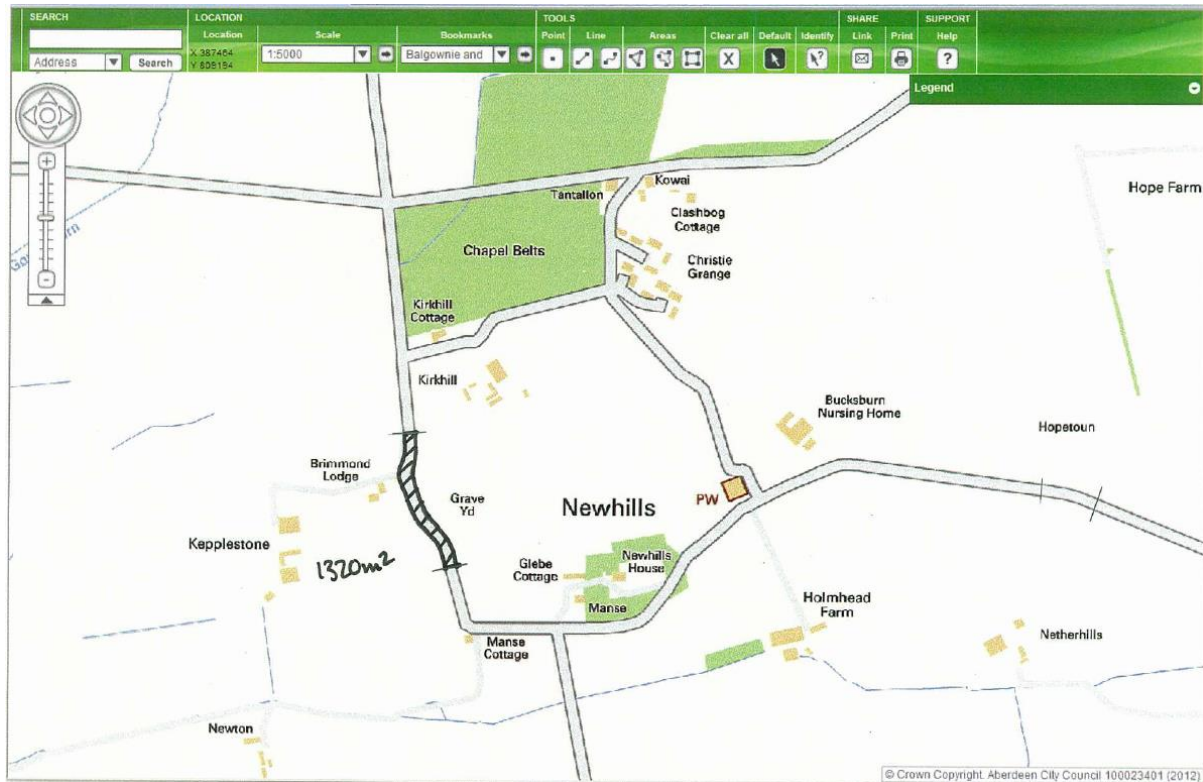 SEARCH
LOCATION
TOOLS
SHARE
SUPPORT
Location
Scale
Bookmarks
Point
Line
Areas
Clear all
Default
Identify
Link
Print
Help
X 387464
Y 809194
1:5000
Balgownie and
X
?
Address
Search
Legend
Hope Farm
Kowai
Tantallon
Clashbog
Cottage
Chapel Belts
Christie
Grange
Kirkhill
Cottage
Kirkhill
Bucksburn
Nursing Home
Hopetoun
Brimmond
Lodge
Grave
Yd
Newhills
PW
Kepplestone
1320m²
Glebe
Cottage
Newhills
House
Manse
Holmhead
Farm
Manse
Cottage
Netherhills
Newton
© Crown Copyright. Aberdeen City Council 100023401 (2012)